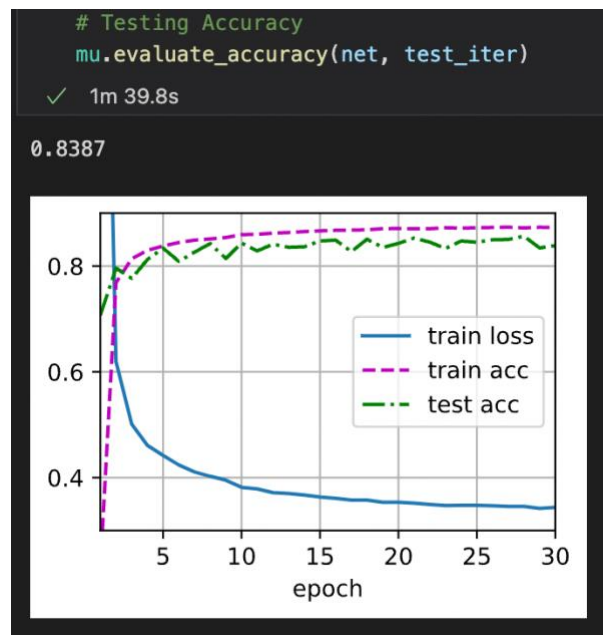 # Testing Accuracy
mu.evaluate_accuracy(net, test_iter)
✓ 1m 39.8s
0.8387
0.8
0.6
0.4
train loss
train acc
test acc
5 10 15 20 25 30
epoch